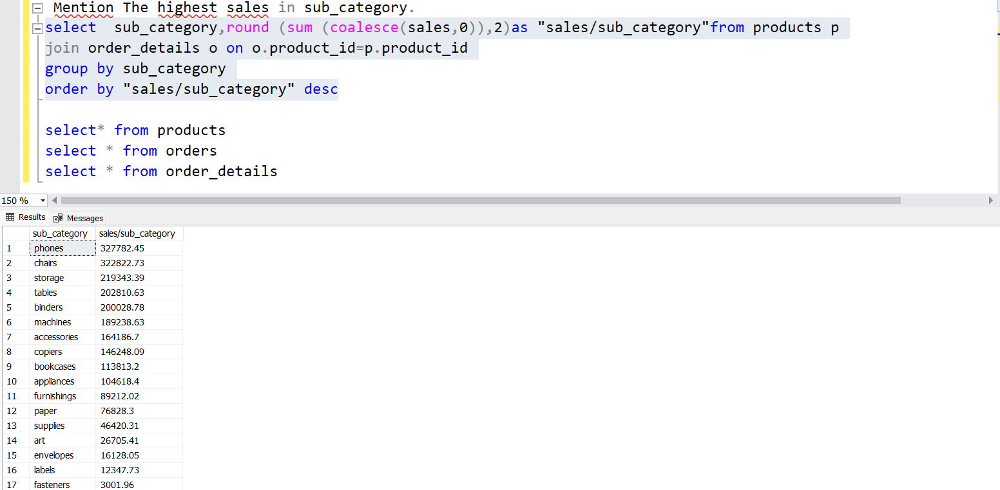 Mention The highest sales in sub_category.
select  sub_category,round (sum (coalesce(sales,0)),2)as "sales/sub_category"from products p
join order_details o on o.product_id=p.product_id
group by sub_category
order by "sales/sub_category" desc
select* from products
select * from orders
select * from order_details
150 %
Results Messages
sub_category sales/sub_category
1 phones 327782.45
2 chairs 322822.73
3 storage 219343.39
4 tables 202810.63
5 binders 200028.78
6 machines 189238.63
7 accessories 164186.7
8 copiers 146248.09
9 bookcases 113813.2
10 appliances 104618.4
11 furnishings 89212.02
12 paper 76828.3
13 supplies 46420.31
14 art 26705.41
15 envelopes 16128.05
16 labels 12347.73
17 fasteners 3001.96